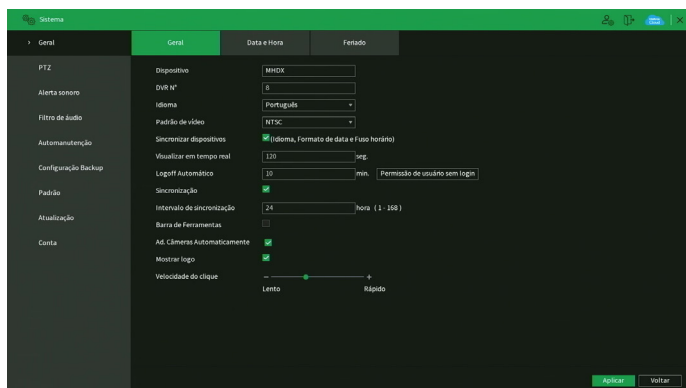 Sistema
Geral
PTZ
Alerta sonoro
Filtro de áudio
Automanutenção
Configuração Backup
Padrão
Atualização
Conta
Geral Data e Hora Feriado
Dispositivo MHDX
DVR N° 8
Idioma Português
Padrão de vídeo NTSC
Sincronizar dispositivos (Idioma, Formato de data e Fuso horário)
Visualizar em tempo real 120 seg.
Logoff Automático 10 min. Permissão de usuário sem login
Sincronização
Intervalo de sincronização 24 hora ( 1 - 168 )
Barra de Ferramentas
Ad. Câmeras Automaticamente
Mostrar logo
Velocidade do clique
Lento Rápido
Aplicar Voltar